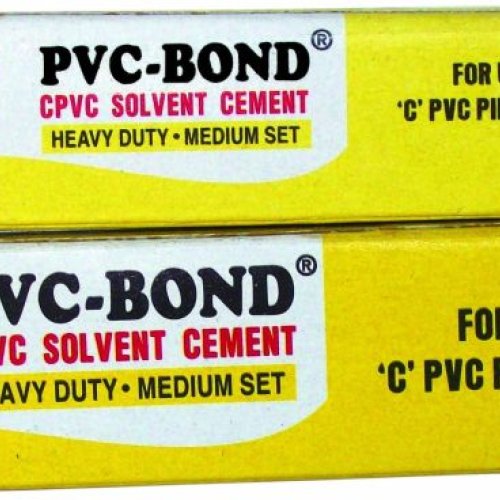 PVC-BOND®
CPVC SOLVENT CEMENT
HEAVY DUTY • MEDIUM SET
FOR
'C' PVC
VC-BOND®
VC SOLVENT CEMENT
AVY DUTY • MEDIUM SET
FO
'C' PVC